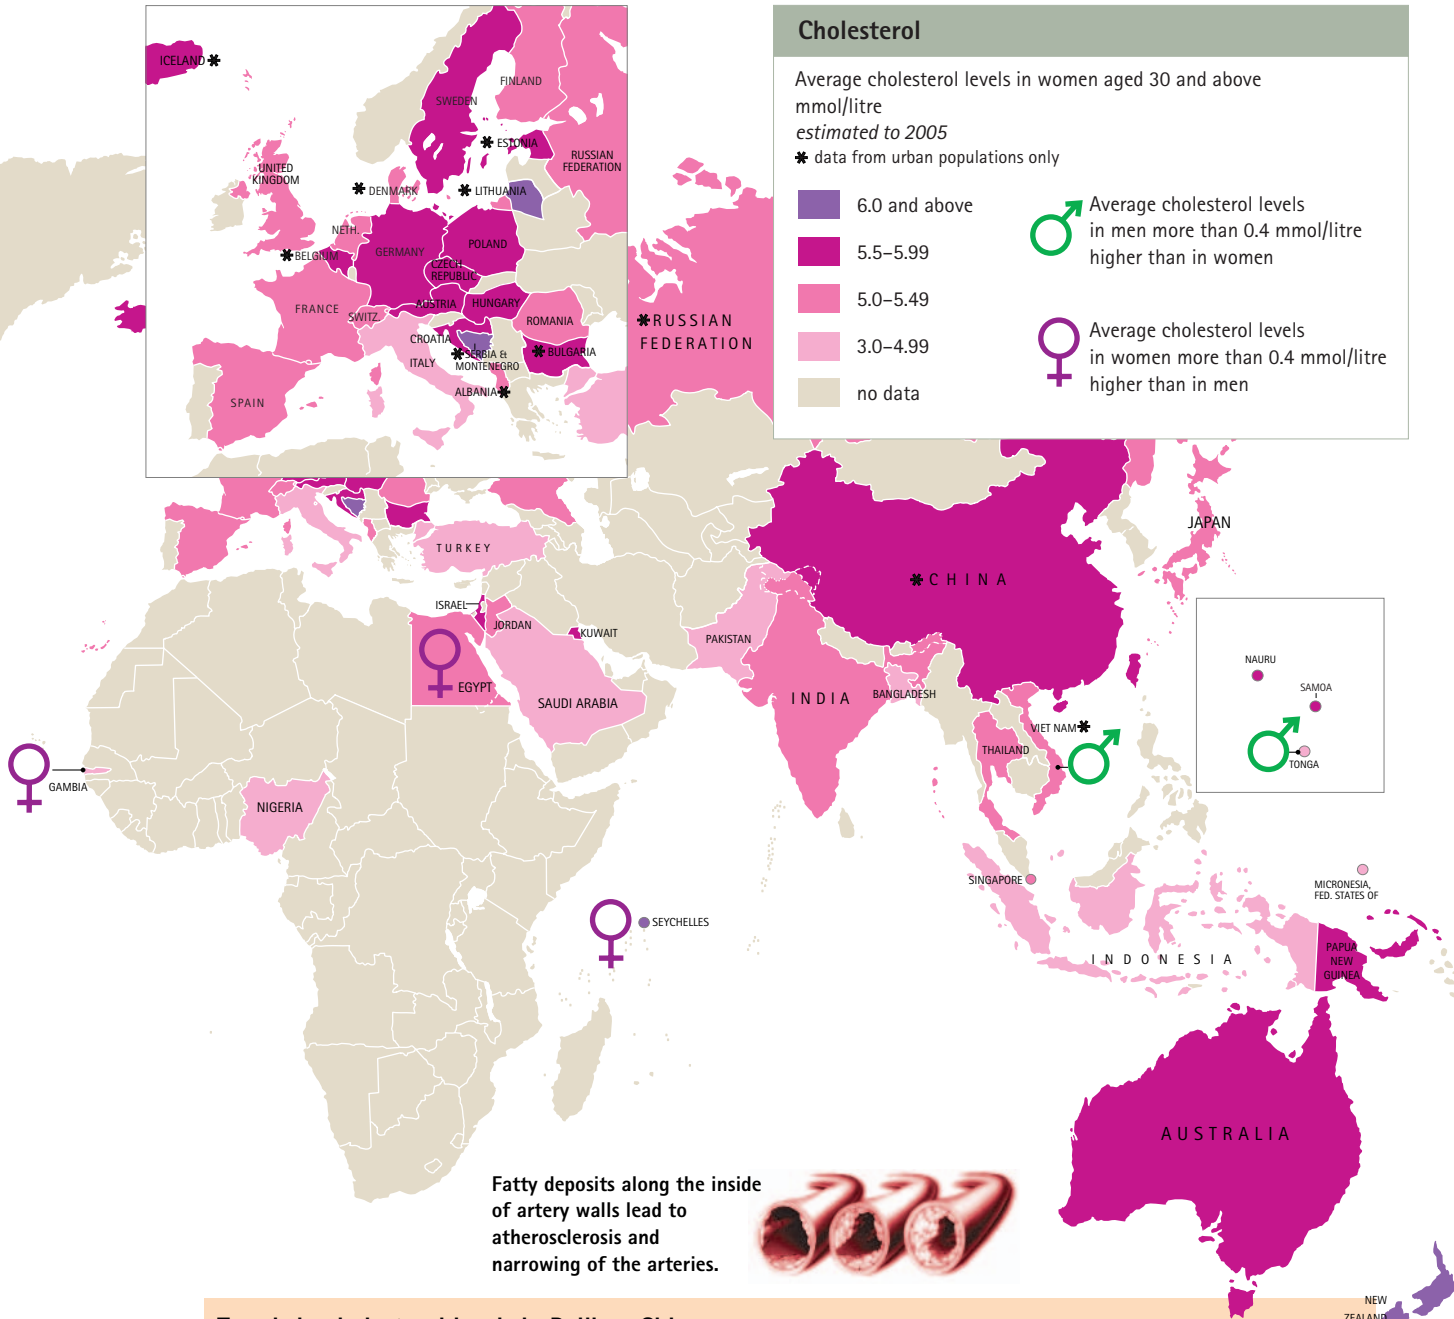 Cholesterol
Average cholesterol levels in women aged 30 and above
mmol/litre
estimated to 2005
* data from urban populations only
6.0 and above
5.5–5.99
5.0–5.49
3.0–4.99
no data
Average cholesterol levels
in men more than 0.4 mmol/litre
higher than in women
Average cholesterol levels
in women more than 0.4 mmol/litre
higher than in men
ICELAND *
FINLAND
SWEDEN
* ESTONIA
RUSSIAN
FEDERATION
UNITED
KINGDOM
* DENMARK
* LITHUANIA
NETH.
* BELGIUM
GERMANY
POLAND
CZECH
REPUBLIC
FRANCE
SWITZ.
AUSTRIA
HUNGARY
ROMANIA
CROATIA
* SERBIA &
MONTENEGRO
* BULGARIA
ITALY
ALBANIA *
SPAIN
* RUSSIAN
FEDERATION
JAPAN
TURKEY
* CHINA
ISRAEL
JORDAN
KUWAIT
PAKISTAN
EGYPT
SAUDI ARABIA
INDIA
BANGLADESH
VIET NAM *
THAILAND
NAURU
SAMOA
TONGA
GAMBIA
NIGERIA
SINGAPORE
MICRONESIA,
FED. STATES OF
SEYCHELLES
INDONESIA
PAPUA
NEW
GUINEA
AUSTRALIA
Fatty deposits along the inside
of artery walls lead to
atherosclerosis and
narrowing of the arteries.
NEW
ZEALAND